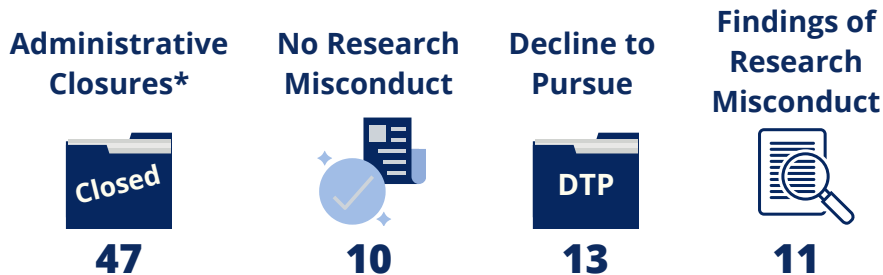 Administrative
Closures*
Closed
47
No Research
Misconduct
10
Decline to
Pursue
DTP
13
Findings of
Research
Misconduct
11